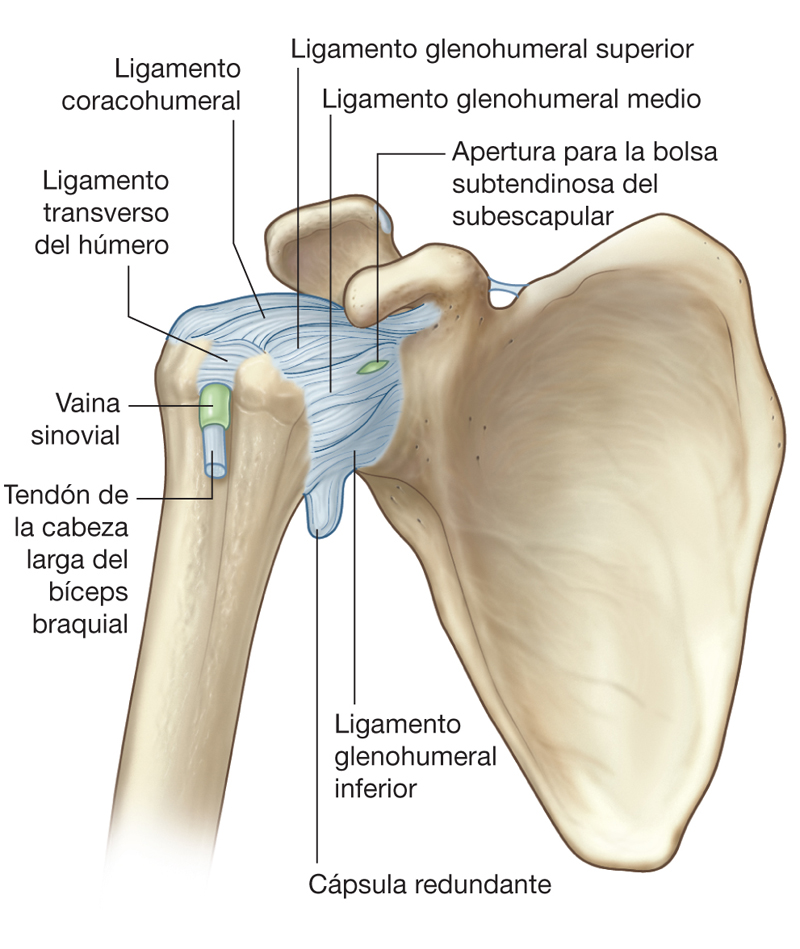 Ligamento glenohumeral superior
Ligamento
coracohumeral
Ligamento glenohumeral medio
Apertura para la bolsa
subtendinosa del
subescapular
Ligamento
transverso
del húmero
Vaina
sinovial
Tendón de
la cabeza
larga del
bíceps
braquial
Ligamento
glenohumeral
inferior
Cápsula redundante